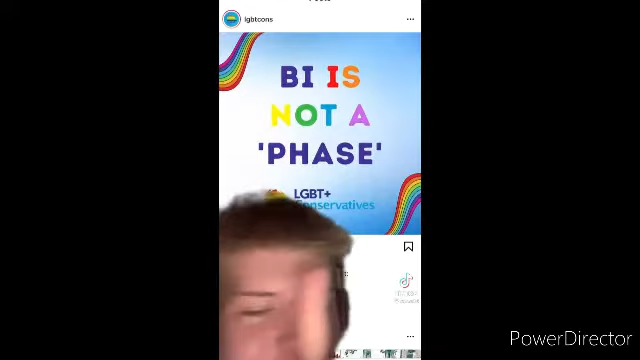 lgbtcons
BI IS
NOT A
'PHASE'
LGBT+
Conservatives
PowerDirector